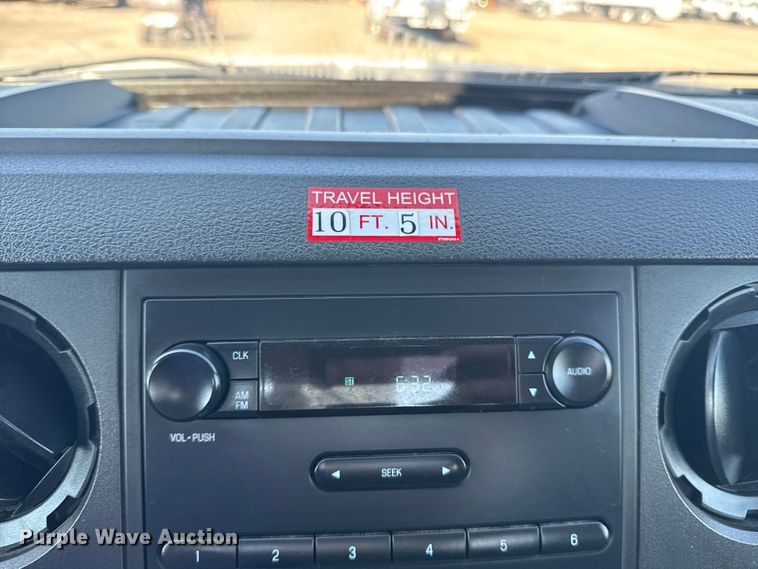 TRAVEL HEIGHT
10 FT. 5 IN.
CLK
AM
FM
ST 6:32
AUDIO
VOL•PUSH
SEEK
1 2 3 4 5 6
Purple Wave Auction®